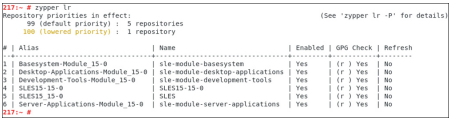 217:~ # zypper lr
Repository priorities in effect: (See 'zypper lr -P' for details)
99 (default priority) : 5 repositories
100 (lowered priority) : 1 repository
# | Alias | Name | Enabled | GPG Check | Refresh
--+----------------------------------+--------------------------------+---------+-----------+--------
1 | Basesystem-Module_15-0 | sle-module-basesystem | Yes | (r ) Yes | No
2 | Desktop-Applications-Module_15-0 | sle-module-desktop-applications | Yes | (r ) Yes | No
3 | Development-Tools-Module_15-0 | sle-module-development-tools | Yes | (r ) Yes | No
4 | SLES15-15-0 | SLES15-15-0 | Yes | (r ) Yes | No
5 | SLES15_15-0 | SLES | Yes | (r ) Yes | No
6 | Server-Applications-Module_15-0 | sle-module-server-applications | Yes | (r ) Yes | No
217:~ #